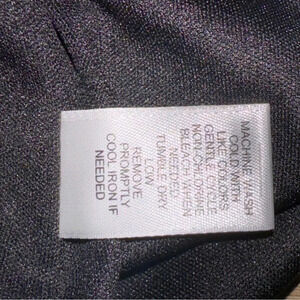 MACHINE WASH
COLD WITH
LIKE COLORS
GENTLE CYCLE
NON-CHLORINE
BLEACH WHEN
NEEDED.
TUMBLE DRY
LOW
REMOVE
PROMPTLY
COOL IRON IF
NEEDED